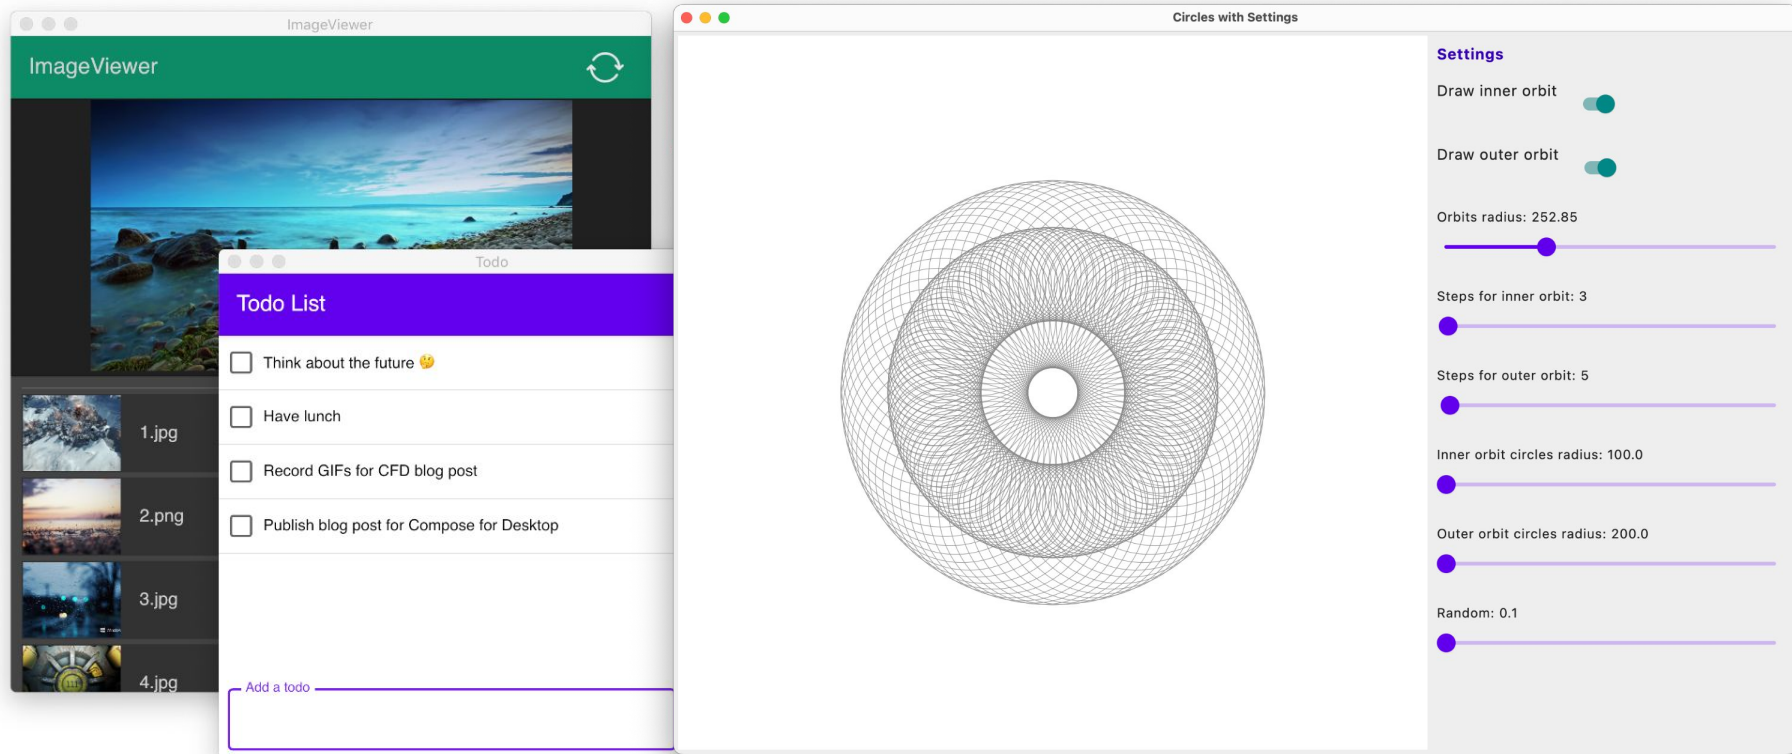 ImageViewer
ImageViewer
1.jpg
2.png
3.jpg
4.jpg
Todo
Todo List
Think about the future 🤔
Have lunch
Record GIFs for CFD blog post
Publish blog post for Compose for Desktop
Add a todo
Circles with Settings
Settings
Draw inner orbit
Draw outer orbit
Orbits radius: 252.85
Steps for inner orbit: 3
Steps for outer orbit: 5
Inner orbit circles radius: 100.0
Outer orbit circles radius: 200.0
Random: 0.1